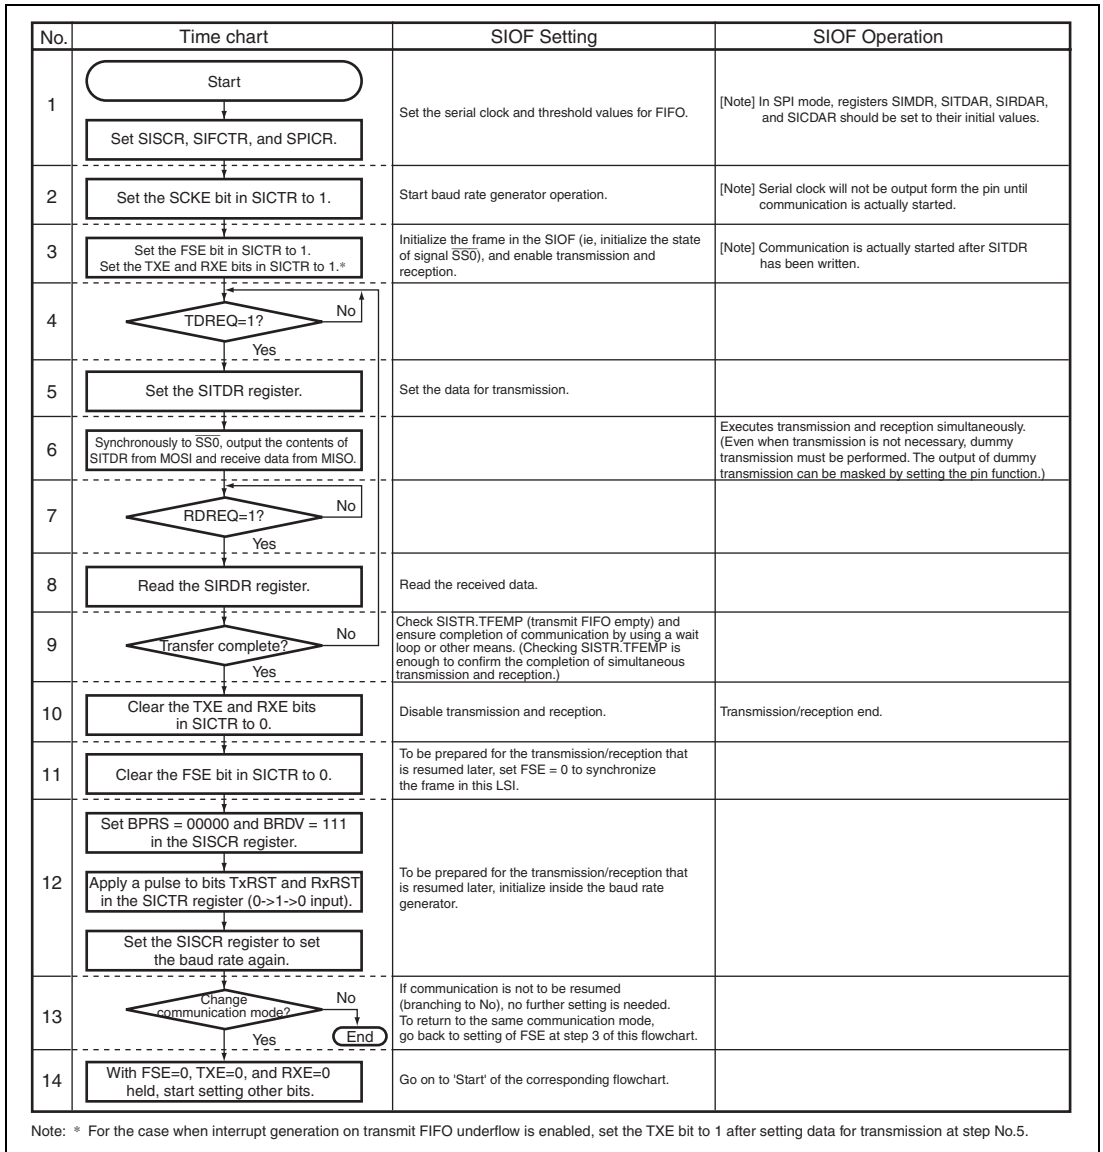 No. Time chart SIOF Setting SIOF Operation
1
Start
Set SISCR, SIFCTR, and SPICR.
Set the serial clock and threshold values for FIFO.
[Note] In SPI mode, registers SIMDR, SITDAR, SIRDAR,
and SICDAR should be set to their initial values.
2
Set the SCKE bit in SICTR to 1.
Start baud rate generator operation.
[Note] Serial clock will not be output form the pin until
communication is actually started.
3
Set the FSE bit in SICTR to 1.
Set the TXE and RXE bits in SICTR to 1.*
Initialize the frame in the SIOF (ie, initialize the state
of signal SS0), and enable transmission and
reception.
[Note] Communication is actually started after SITDR
has been written.
4
TDREQ=1?
No
Yes
5
Set the SITDR register.
Set the data for transmission.
6
Synchronously to SS0, output the contents of
SITDR from MOSI and receive data from MISO.
Executes transmission and reception simultaneously.
(Even when transmission is not necessary, dummy
transmission must be performed. The output of dummy
transmission can be masked by setting the pin function.)
7
RDREQ=1?
No
Yes
8
Read the SIRDR register.
Read the received data.
9
Transfer complete?
No
Yes
Check SISTR.TFEMP (transmit FIFO empty) and
ensure completion of communication by using a wait
loop or other means. (Checking SISTR.TFEMP is
enough to confirm the completion of simultaneous
transmission and reception.)
10
Clear the TXE and RXE bits
in SICTR to 0.
Disable transmission and reception.
Transmission/reception end.
11
Clear the FSE bit in SICTR to 0.
To be prepared for the transmission/reception that
is resumed later, set FSE = 0 to synchronize
the frame in this LSI.
12
Set BPRS = 00000 and BRDV = 111
in the SISCR register.
Apply a pulse to bits TxRST and RxRST
in the SICTR register (0->1->0 input).
Set the SISCR register to set
the baud rate again.
To be prepared for the transmission/reception that
is resumed later, initialize inside the baud rate
generator.
13
Change
communication mode?
No
End
Yes
If communication is not to be resumed
(branching to No), no further setting is needed.
To return to the same communication mode,
go back to setting of FSE at step 3 of this flowchart.
14
With FSE=0, TXE=0, and RXE=0
held, start setting other bits.
Go on to 'Start' of the corresponding flowchart.
Note: * For the case when interrupt generation on transmit FIFO underflow is enabled, set the TXE bit to 1 after setting data for transmission at step No.5.